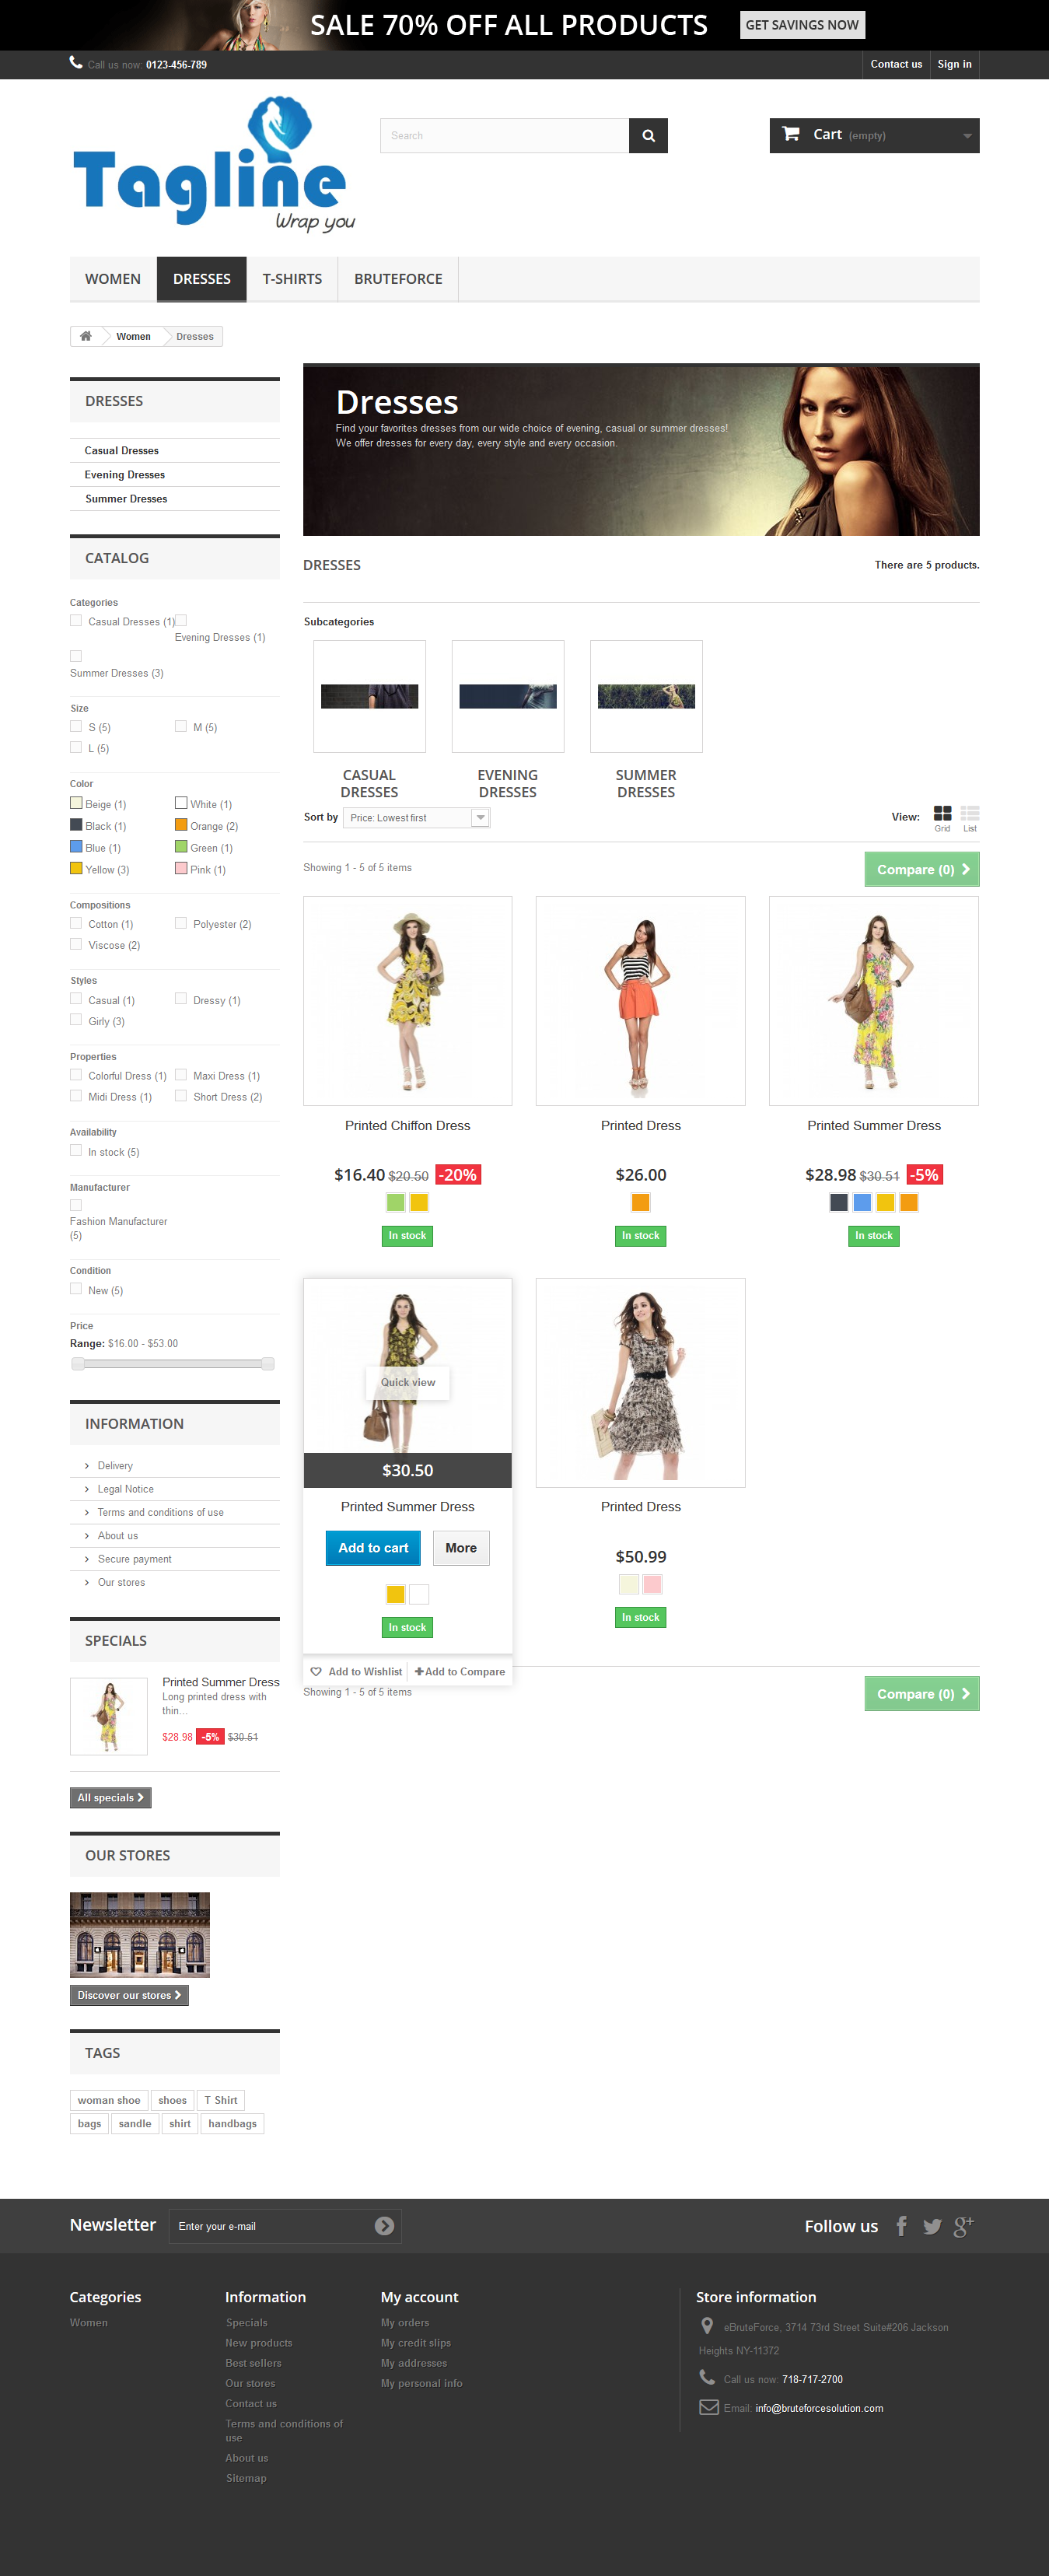 SALE 70% OFF ALL PRODUCTS
GET SAVINGS NOW
Call us now: 0123-456-789
Contact us
Sign in
Tagline
Wrap you
Search
Cart (empty)
WOMEN
DRESSES
T-SHIRTS
BRUTEFORCE
Women
Dresses
DRESSES
Casual Dresses
Evening Dresses
Summer Dresses
CATALOG
Categories
Casual Dresses (1)
Evening Dresses (1)
Summer Dresses (3)
Size
S (5)
M (5)
L (5)
Color
Beige (1)
White (1)
Black (1)
Orange (2)
Blue (1)
Green (1)
Yellow (3)
Pink (1)
Compositions
Cotton (1)
Polyester (2)
Viscose (2)
Styles
Casual (1)
Dressy (1)
Girly (3)
Properties
Colorful Dress (1)
Maxi Dress (1)
Midi Dress (1)
Short Dress (2)
Availability
In stock (5)
Manufacturer
Fashion Manufacturer
(5)
Condition
New (5)
Price
Range: $16.00 - $53.00
INFORMATION
Delivery
Legal Notice
Terms and conditions of use
About us
Secure payment
Our stores
SPECIALS
Printed Summer Dress
Long printed dress with
thin...
$28.98 -5% $30.51
All specials
OUR STORES
Discover our stores
TAGS
woman shoe
shoes
T Shirt
bags
sandle
shirt
handbags
Dresses
Find your favorites dresses from our wide choice of evening, casual or summer dresses!
We offer dresses for every day, every style and every occasion.
DRESSES
There are 5 products.
Subcategories
CASUAL
DRESSES
EVENING
DRESSES
SUMMER
DRESSES
Sort by
Price: Lowest first
View:
Grid
List
Showing 1 - 5 of 5 items
Compare (0)
Printed Chiffon Dress
$16.40 $20.50 -20%
In stock
Printed Dress
$26.00
In stock
Printed Summer Dress
$28.98 $30.51 -5%
In stock
Quick view
$30.50
Printed Summer Dress
Add to cart
More
In stock
Add to Wishlist
Add to Compare
Printed Dress
$50.99
In stock
Showing 1 - 5 of 5 items
Compare (0)
Newsletter
Enter your e-mail
Follow us
Categories
Women
Information
Specials
New products
Best sellers
Our stores
Contact us
Terms and conditions of
use
About us
Sitemap
My account
My orders
My credit slips
My addresses
My personal info
Store information
eBruteForce, 3714 73rd Street Suite#206 Jackson
Heights NY-11372
Call us now: 718-717-2700
Email: info@bruteforcesolution.com